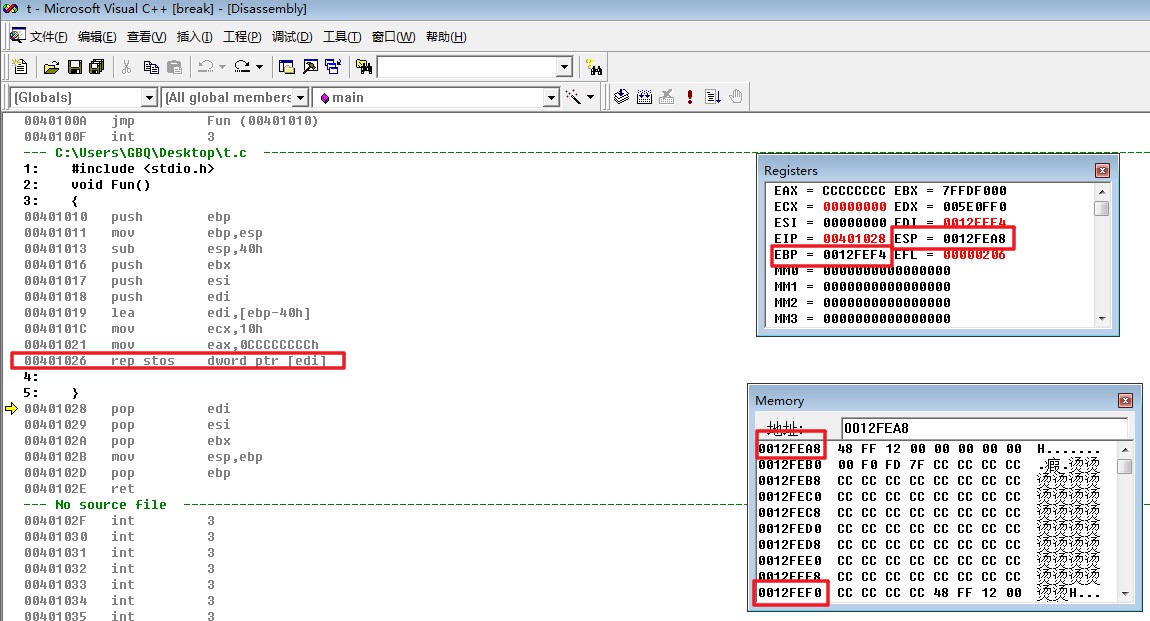 t - Microsoft Visual C++ [break] - [Disassembly]
文件(F) 编辑(E) 查看(V) 插入(I) 工程(P) 调试(D) 工具(T) 窗口(W) 帮助(H)
(Globals) (All global members main
0040100A jmp Fun (00401010)
0040100F int 3
--- C:\Users\GBQ\Desktop\t.c
1: #include <stdio.h>
2: void Fun()
3: {
00401010 push ebp
00401011 mov ebp,esp
00401013 sub esp,40h
00401016 push ebx
00401017 push esi
00401018 push edi
00401019 lea edi,[ebp-40h]
0040101C mov ecx,10h
00401021 mov eax,0CCCCCCCCh
00401026 rep stos dword ptr [edi]
4:
5: }
00401028 pop edi
00401029 pop esi
0040102A pop ebx
0040102B mov esp,ebp
0040102D pop ebp
0040102E ret
--- No source file
0040102F int 3
00401030 int 3
00401031 int 3
00401032 int 3
00401033 int 3
00401034 int 3
00401035 int 3
Registers
EAX = CCCCCCCC EBX = 7FFDF000
ECX = 00000000 EDX = 005E0FF0
ESI = 00000000 EDI = 0012FEF4
EIP = 00401028 ESP = 0012FEA8
EBP = 0012FEF4 EFL = 00000206
MM0 = 0000000000000000
MM1 = 0000000000000000
MM2 = 0000000000000000
MM3 = 0000000000000000
Memory
地址: 0012FEA8
0012FEA8 48 FF 12 00 00 00 00 00 H.......
0012FEB0 00 F0 FD 7F CC CC CC CC .瘕.烫烫
0012FEB8 CC CC CC CC CC CC CC CC 烫烫烫烫
0012FEC0 CC CC CC CC CC CC CC CC 烫烫烫烫
0012FEC8 CC CC CC CC CC CC CC CC 烫烫烫烫
0012FED0 CC CC CC CC CC CC CC CC 烫烫烫烫
0012FED8 CC CC CC CC CC CC CC CC 烫烫烫烫
0012FEE0 CC CC CC CC CC CC CC CC 烫烫烫烫
0012FEE8 CC CC CC CC CC CC CC CC 烫烫烫烫
0012FEF0 CC CC CC CC 48 FF 12 00 烫烫H...